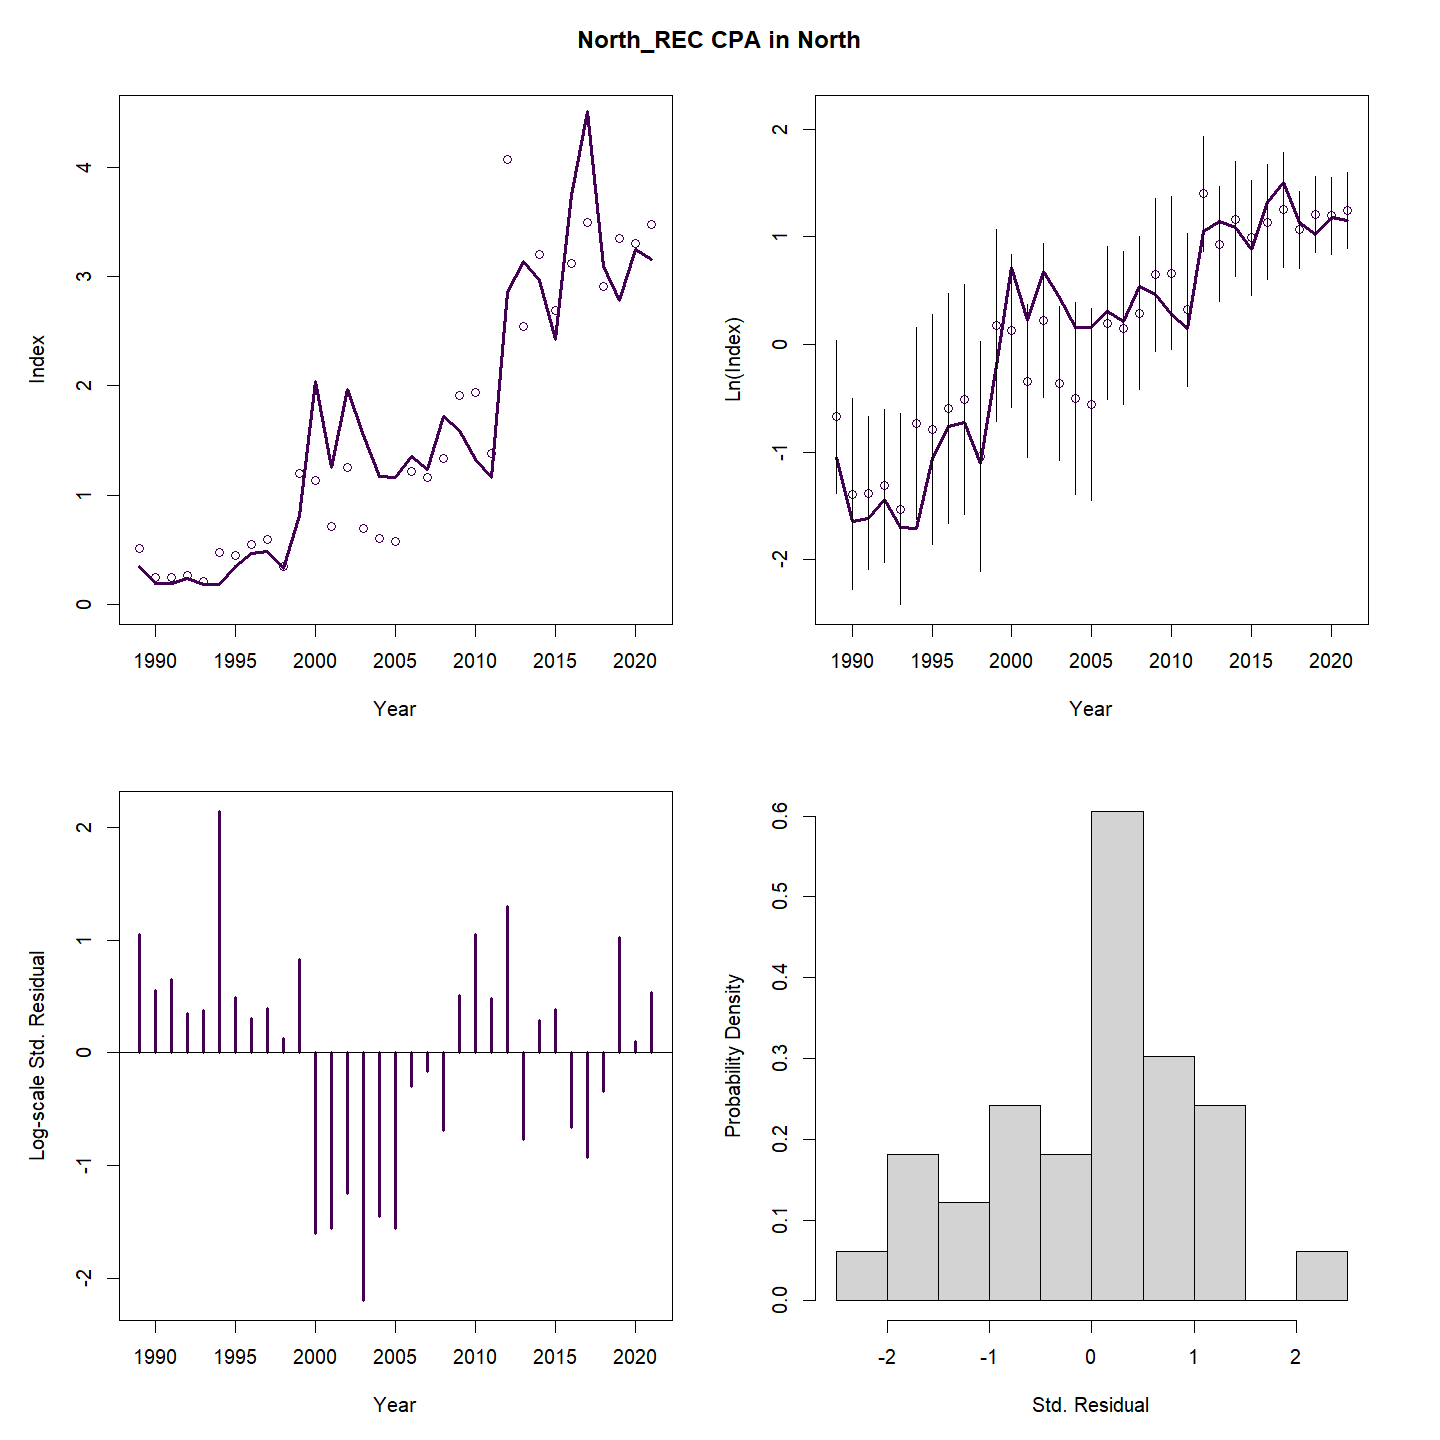 North_REC CPA in North
Index
4
3
2
1
0
1990 1995 2000 2005 2010 2015 2020
Year
Ln(Index)
2
1
0
-1
-2
1990 1995 2000 2005 2010 2015 2020
Year
Log-scale Std. Residual
2
1
0
-1
-2
1990 1995 2000 2005 2010 2015 2020
Year
Probability Density
0.6
0.5
0.4
0.3
0.2
0.1
0.0
-2 -1 0 1 2
Std. Residual